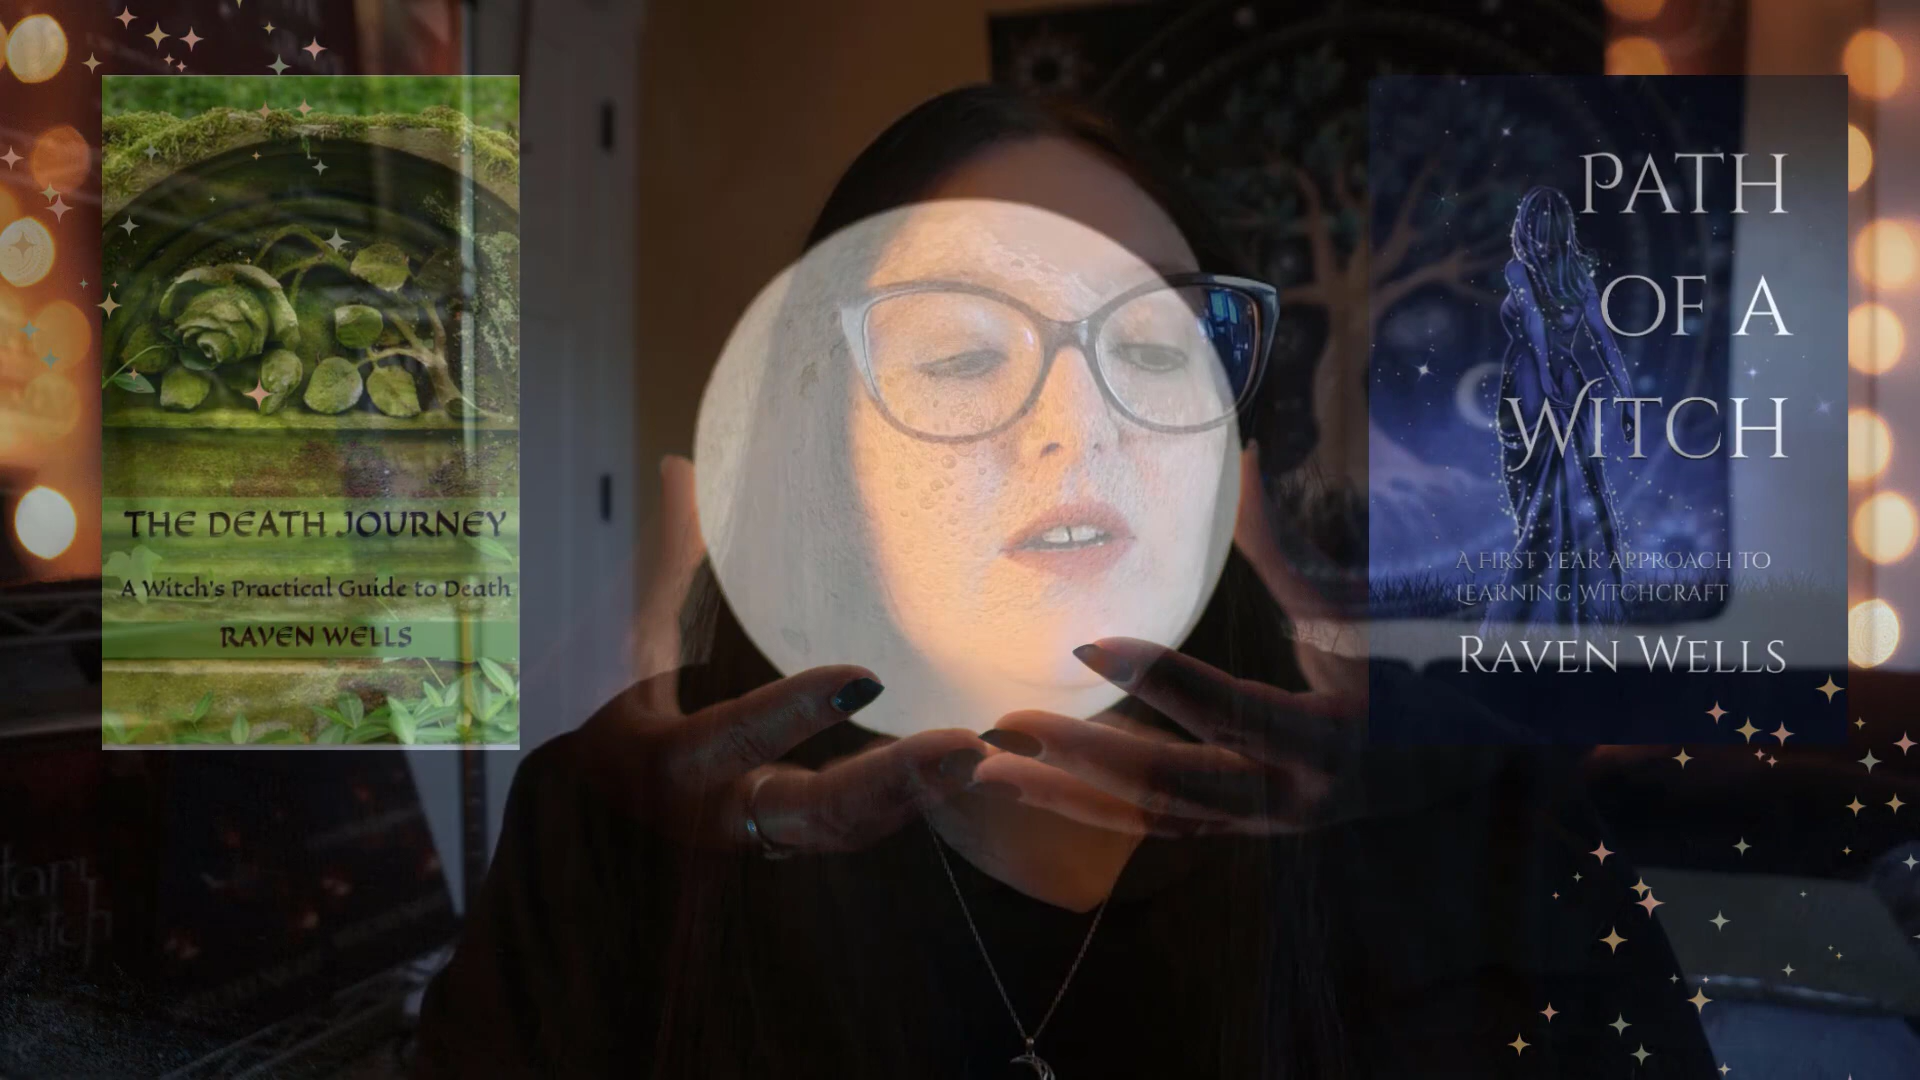 THE DEATH JOURNEY
A Witch's Practical Guide to Death
RAVEN WELLS
PATH
OF A
WITCH
A FIRST YEAR APPROACH TO
LEARNING WITCHCRAFT
RAVEN WELLS